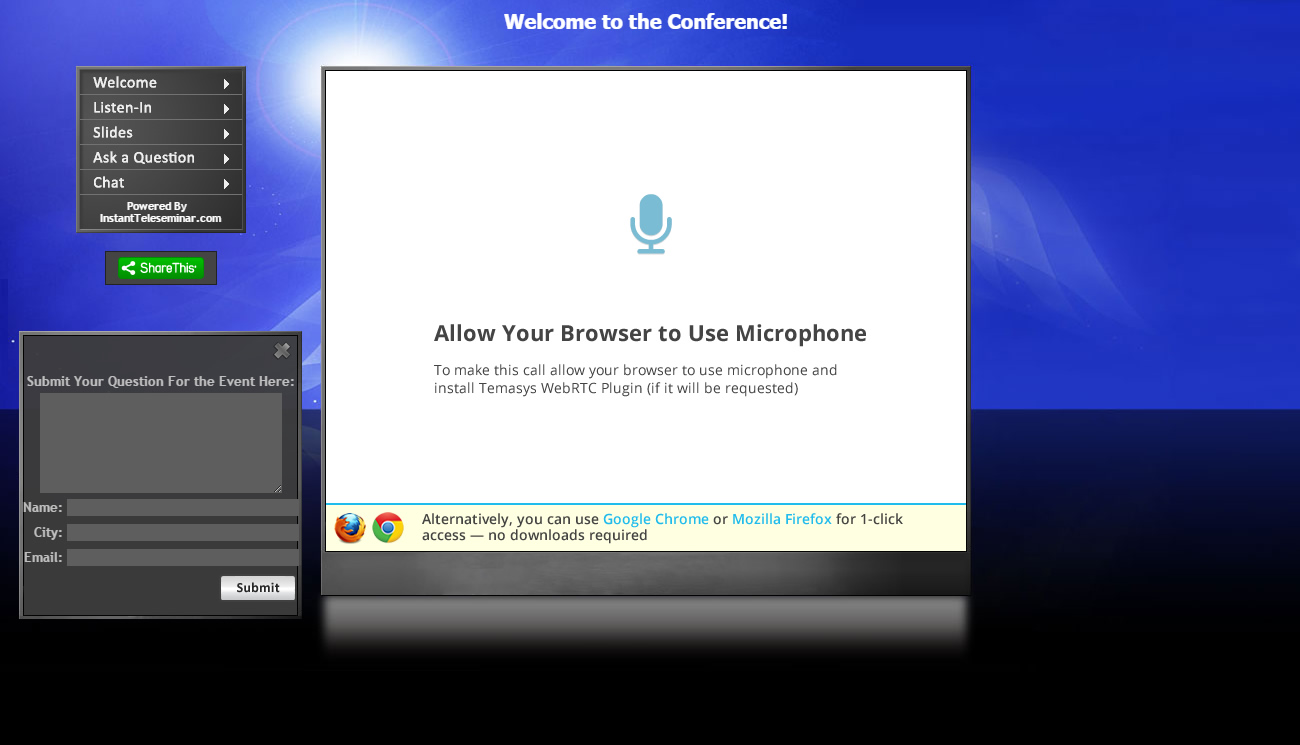 Welcome to the Conference!
Welcome
Listen-In
Slides
Ask a Question
Chat
Powered By
InstantTeleseminar.com
ShareThis
Submit Your Question For the Event Here:
Name:
City:
Email:
Submit
Allow Your Browser to Use Microphone
To make this call allow your browser to use microphone and
install Temasys WebRTC Plugin (if it will be requested)
Alternatively, you can use Google Chrome or Mozilla Firefox for 1-click
access — no downloads required